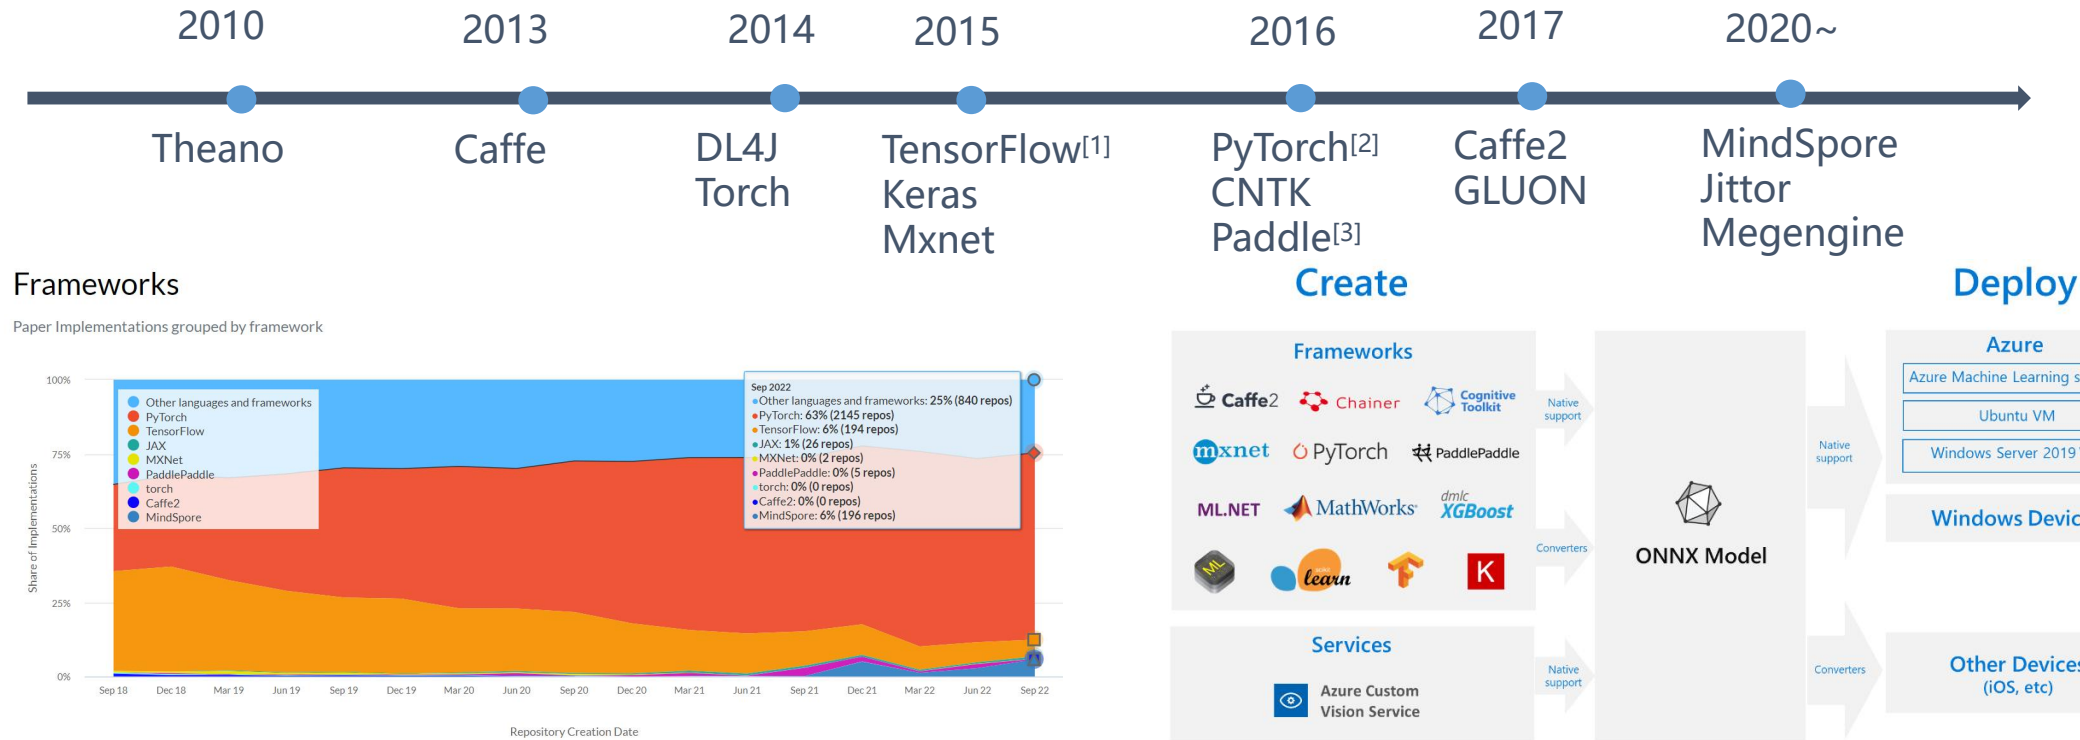 2010
2013
2014
2015
2016
2017
2020~
Theano
Caffe
DL4J
Torch
TensorFlow[1]
Keras
Mxnet
PyTorch[2]
CNTK
Paddle[3]
Caffe2
GLUON
MindSpore
Jittor
Megengine
Frameworks
Paper Implementations grouped by framework
Share of Implementations
100%
75%
50%
25%
0%
Other languages and frameworks
PyTorch
TensorFlow
JAX
MXNet
PaddlePaddle
torch
Caffe2
MindSpore
Sep 2022
Other languages and frameworks: 25% (840 repos)
PyTorch: 63% (2145 repos)
TensorFlow: 6% (194 repos)
JAX: 1% (26 repos)
MXNet: 0% (2 repos)
PaddlePaddle: 0% (5 repos)
torch: 0% (0 repos)
Caffe2: 0% (0 repos)
MindSpore: 6% (196 repos)
Sep 18
Dec 18
Mar 19
Jun 19
Sep 19
Dec 19
Mar 20
Jun 20
Sep 20
Dec 20
Mar 21
Jun 21
Sep 21
Dec 21
Mar 22
Jun 22
Sep 22
Repository Creation Date
Create
Frameworks
Caffe2
Chainer
Cognitive
Toolkit
mxnet
PyTorch
PaddlePaddle
ML.NET
MathWorks
dmlc
XGBoost
ML
learn
K
Services
Azure Custom
Vision Service
Native
support
Converters
Native
support
ONNX Model
Native
support
Converters
Deploy
Azure
Azure Machine Learning s
Ubuntu VM
Windows Server 2019
Windows Devic
Other Devices
(iOS, etc)